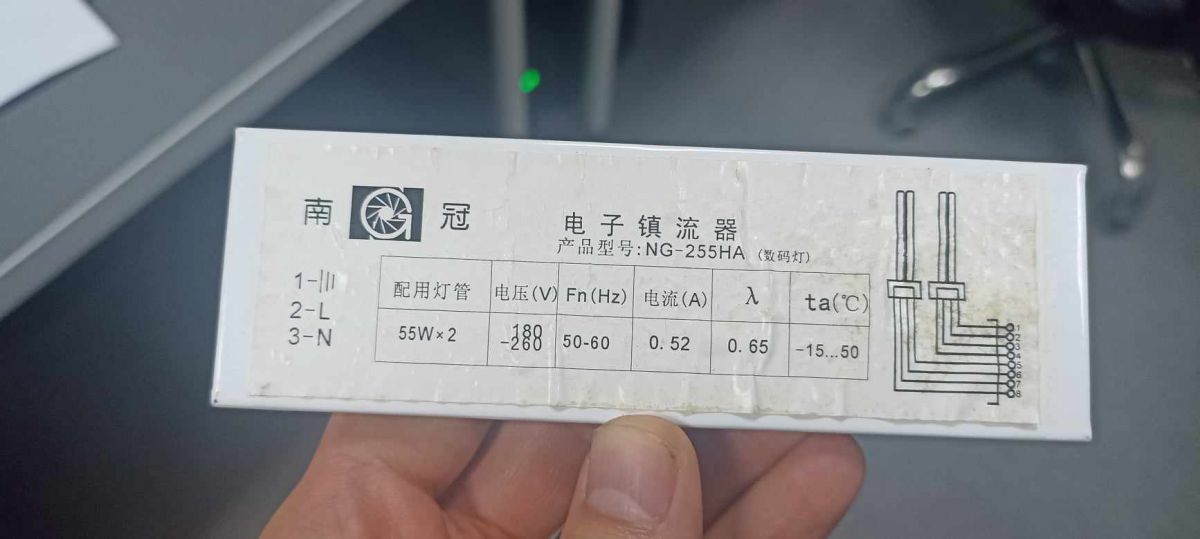 南 冠
电子镇流器
产品型号:NG-255HA (数码灯)
1-
2-L
3-N
配用灯管 电压(V) Fn(Hz) 电流(A) λ ta(℃)
55W×2 180-260 50-60 0.52 0.65 -15...50
1
2
3
4
5
6
7
8